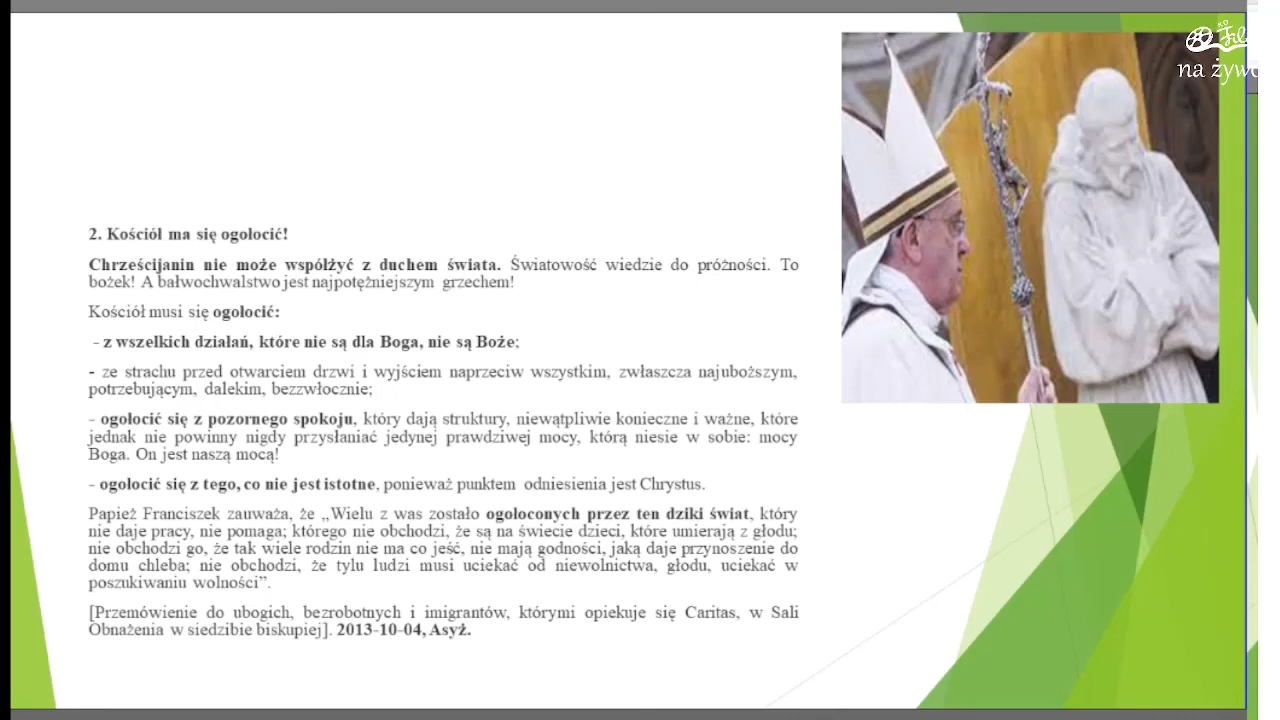 2. Kościół ma się ogołocić!
Chrześcijanin nie może współżyć z duchem świata. Światowość wiedzie do próżności. To
bożek! A bałwochwalstwo jest najpotężniejszym grzechem!
Kościół musi się ogołocić:
- z wszelkich działań, które nie są dla Boga, nie są Boże;
- ze strachu przed otwarciem drzwi i wyjściem naprzeciw wszystkim, zwłaszcza najuboższym,
potrzebującym, dalekim, bezzwłocznie;
- ogołocić się z pozornego spokoju, który dają struktury, niewątpliwie konieczne i ważne, które
jednak nie powinny nigdy przysłaniać jedynej prawdziwej mocy, którą niesie w sobie: mocy
Boga. On jest naszą mocą!
- ogołocić się z tego, co nie jest istotne, ponieważ punktem odniesienia jest Chrystus.
Papież Franciszek zauważa, że „Wielu z was zostało ogołoconych przez ten dziki świat, który
nie daje pracy, nie pomaga; którego nie obchodzi, że są na świecie dzieci, które umierają z głodu;
nie obchodzi go, że tak wiele rodzin nie ma co jeść, nie mają godności, jaką daje przynoszenie do
domu chleba; nie obchodzi, że tylu ludzi musi uciekać od niewolnictwa, głodu, uciekać w
poszukiwaniu wolności”.
[Przemówienie do ubogich, bezrobotnych i imigrantów, którymi opiekuje się Caritas, w Sali
Obnażenia w siedzibie biskupiej]. 2013-10-04, Asyż.
KD
na żywo